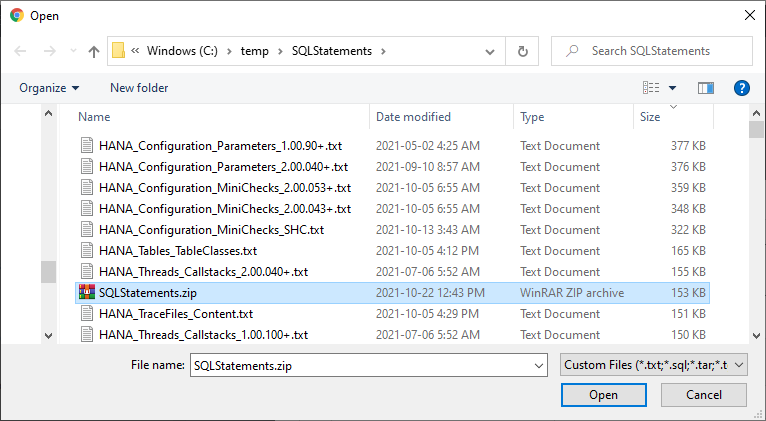 Open
« Windows (C:) > temp > SQLStatements >
Search SQLStatements
Organize New folder
Name Date modified Type Size
HANA_Configuration_Parameters_1.00.90+.txt 2021-05-02 4:25 AM Text Document 377 KB
HANA_Configuration_Parameters_2.00.040+.txt 2021-09-10 8:57 AM Text Document 376 KB
HANA_Configuration_MiniChecks_2.00.053+.txt 2021-10-05 6:55 AM Text Document 359 KB
HANA_Configuration_MiniChecks_2.00.043+.txt 2021-10-05 6:55 AM Text Document 348 KB
HANA_Configuration_MiniChecks_SHC.txt 2021-10-13 3:43 AM Text Document 322 KB
HANA_Tables_TableClasses.txt 2021-10-05 4:12 PM Text Document 165 KB
HANA_Threads_Callstacks_2.00.040+.txt 2021-07-06 5:52 AM Text Document 155 KB
SQLStatements.zip 2021-10-22 12:43 PM WinRAR ZIP archive 153 KB
HANA_TraceFiles_Content.txt 2021-10-05 4:29 PM Text Document 151 KB
HANA_Threads_Callstacks_1.00.100+.txt 2021-07-06 5:52 AM Text Document 150 KB
File name: SQLStatements.zip Custom Files (*.txt;*.sql;*.tar;*.t
Open Cancel